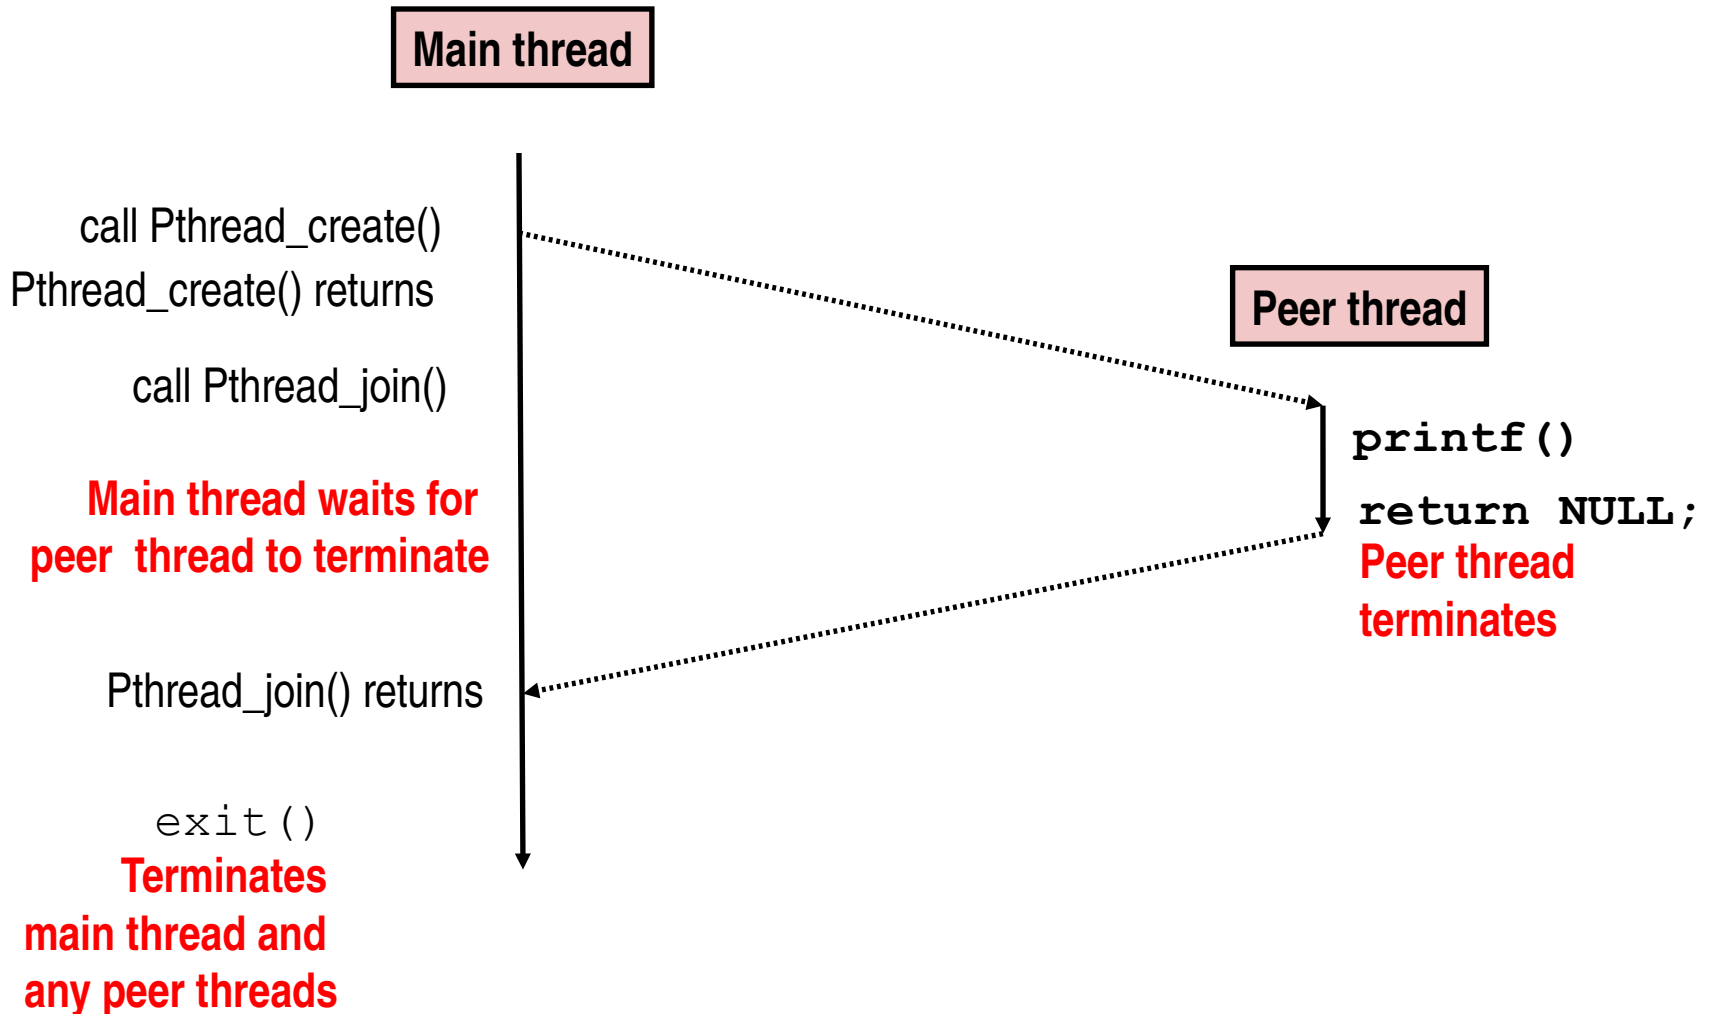 Main thread
call Pthread_create()
Pthread_create() returns
Peer thread
call Pthread_join()
printf()
Main thread waits for
peer  thread to terminate
return NULL;
Peer thread
terminates
Pthread_join() returns
exit()
Terminates
main thread and
any peer threads